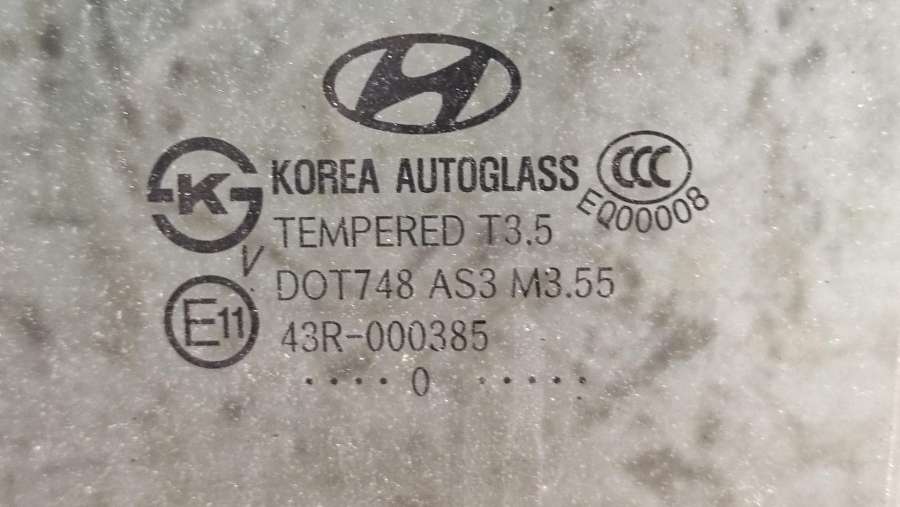 KOREA AUTOGLASS
CCC
EQ00008
K
TEMPERED T3.5
V
DOT748 AS3 M3.55
E11
43R-000385
.... 0 .....